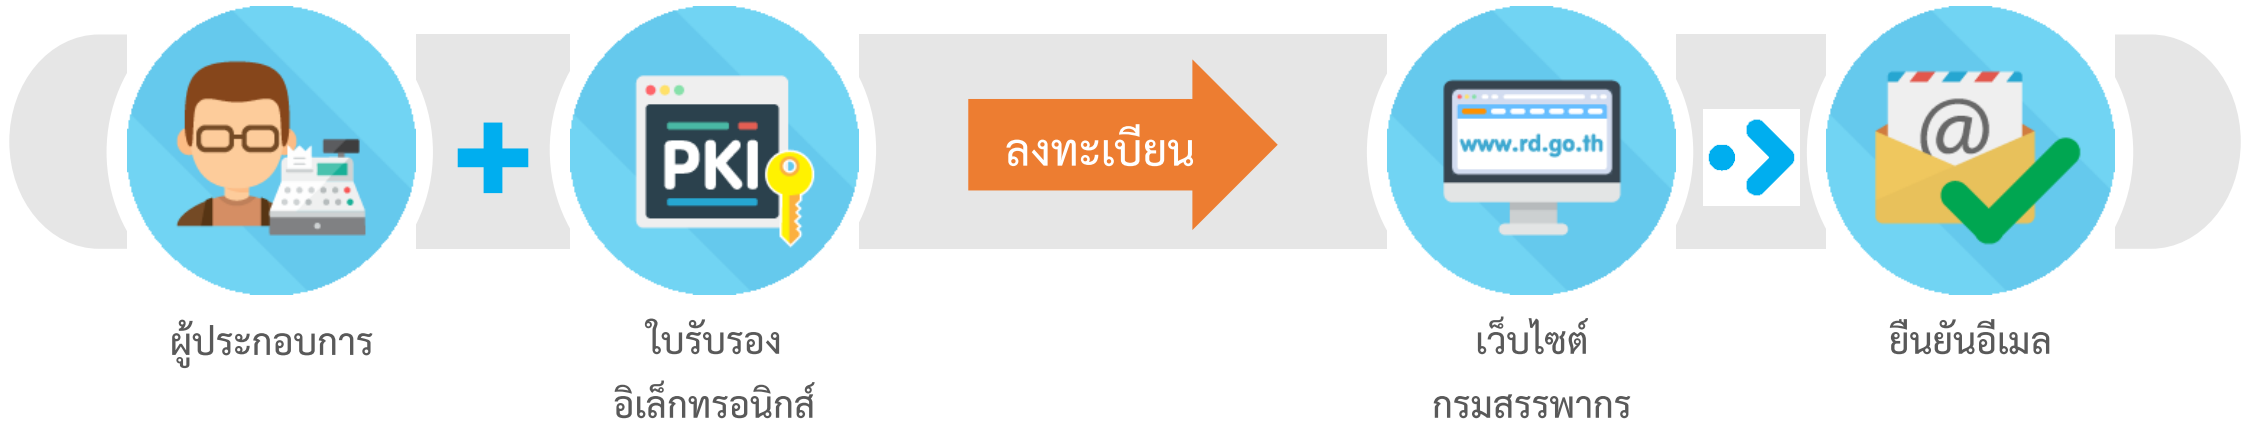 PKI
ลงทะเบียน
www.rd.go.th
@
ผู้ประกอบการ
ใบรับรอง
อิเล็กทรอนิกส์
เว็บไซต์
กรมสรรพากร
ยืนยันอีเมล